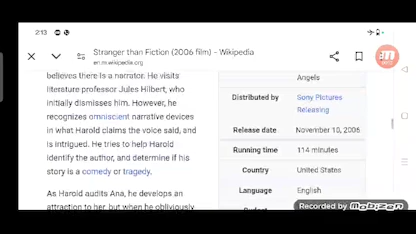 2:13
Stranger than Fiction (2006 film) – Wikipedia
en.m.wikipedia.org
believes there is a narrator. He visits
literature professor Jules Hilbert, who
initially dismisses him. However, he
recognizes omniscient narrative devices
in what Harold claims the voice said, and
is intrigued. He tries to help Harold
identify the author, and determine if his
story is a comedy or tragedy.
As Harold audits Ana, he develops an
attraction to her, but when he obliviously
Angels
Distributed by Sony Pictures
Releasing
Release date November 10, 2006
Running time 114 minutes
Country United States
Language English
Recorded by Mobizen